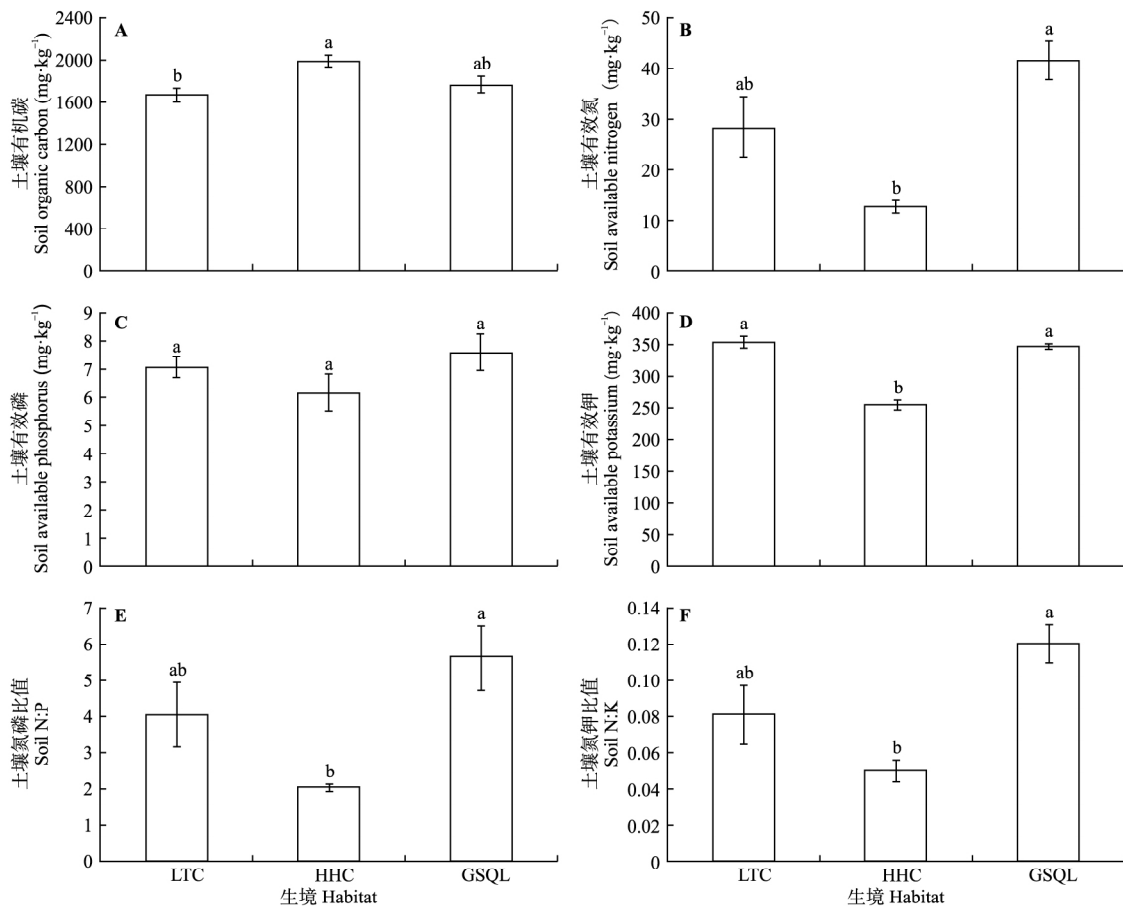 A
土壤有机碳
Soil organic carbon (mg·kg⁻¹)
2400
2000
1600
1200
800
400
0
b
a
ab
B
土壤有效氮
Soil available nitrogen (mg·kg⁻¹)
50
40
30
20
10
0
ab
b
a
C
土壤有效磷
Soil available phosphorus (mg·kg⁻¹)
9
8
7
6
5
4
3
2
1
0
a
a
a
D
土壤有效钾
Soil available potassium (mg·kg⁻¹)
400
350
300
250
200
150
100
50
0
a
b
a
E
土壤氮磷比值
Soil N:P
7
6
5
4
3
2
1
0
ab
b
a
LTC
HHC
GSQL
生境 Habitat
F
土壤氮钾比值
Soil N:K
0.14
0.12
0.10
0.08
0.06
0.04
0.02
0
ab
b
a
LTC
HHC
GSQL
生境 Habitat